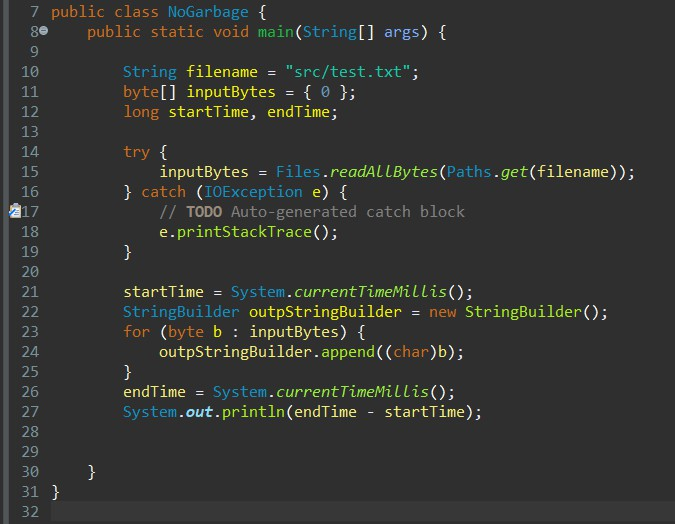 7 public class NoGarbage {
8 public static void main(String[] args) {
9
10 String filename = "src/test.txt";
11 byte[] inputBytes = { 0 };
12 long startTime, endTime;
13
14 try {
15 inputBytes = Files.readAllBytes(Paths.get(filename));
16 } catch (IOException e) {
17 // TODO Auto-generated catch block
18 e.printStackTrace();
19 }
20
21 startTime = System.currentTimeMillis();
22 StringBuilder outpStringBuilder = new StringBuilder();
23 for (byte b : inputBytes) {
24 outpStringBuilder.append((char)b);
25 }
26 endTime = System.currentTimeMillis();
27 System.out.println(endTime - startTime);
28
29
30 }
31 }
32